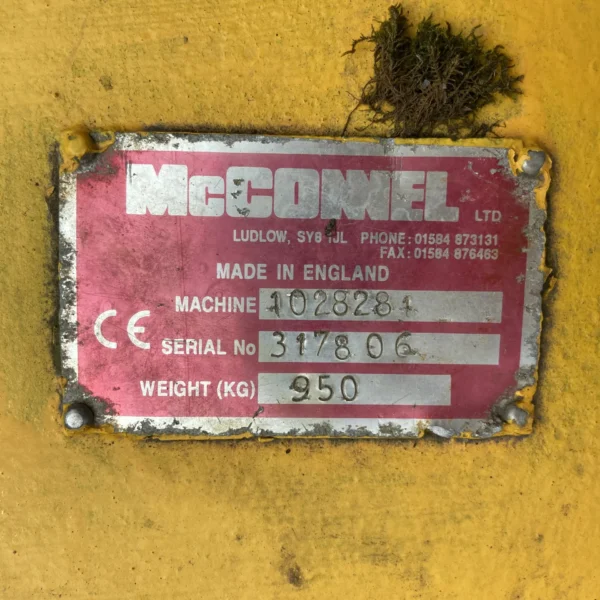 McCONNEL LTD
LUDLOW, SY8 1JL PHONE: 01584 873131
FAX: 01584 876463
MADE IN ENGLAND
MACHINE 1028281
CE SERIAL No 317806
WEIGHT (KG) 950